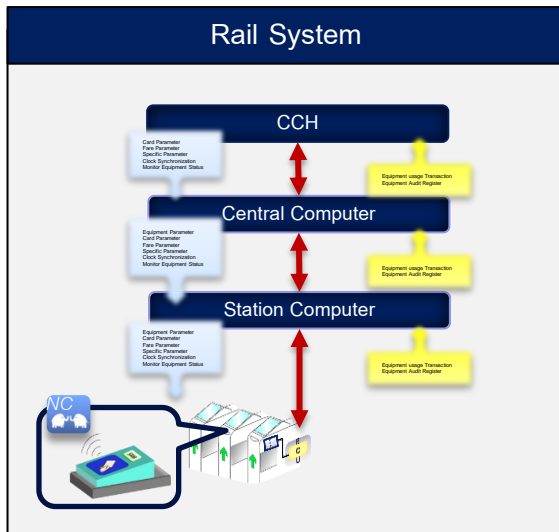 Rail System
CCH
Card Parameter
Fare Parameter
Specific Parameter
Clock Synchronization
Monitor Equipment Status
Equipment usage Transaction
Equipment Audit Register
Central Computer
Equipment Parameter
Card Parameter
Fare Parameter
Specific Parameter
Clock Synchronization
Monitor Equipment Status
Equipment usage Transaction
Equipment Audit Register
Station Computer
Equipment Parameter
Card Parameter
Fare Parameter
Specific Parameter
Clock Synchronization
Monitor Equipment Status
Equipment usage Transaction
Equipment Audit Register
NC